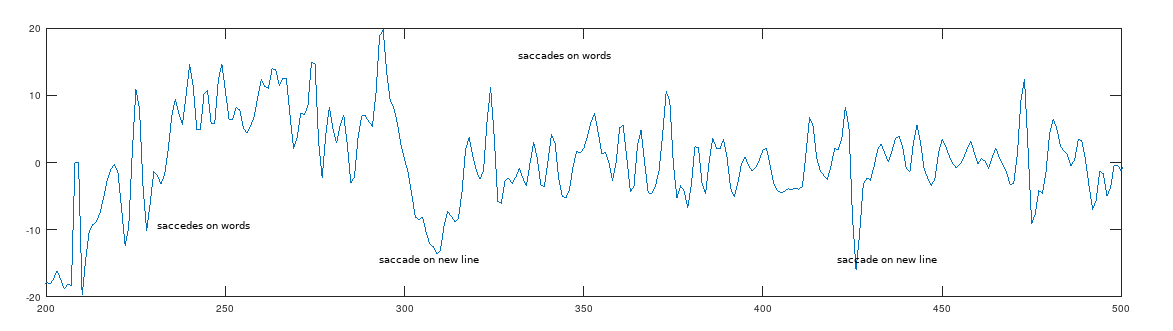 20
saccades on words
10
0
-10
saccedes on words
saccade on new line
saccade on new line
-20
200 250 300 350 400 450 500